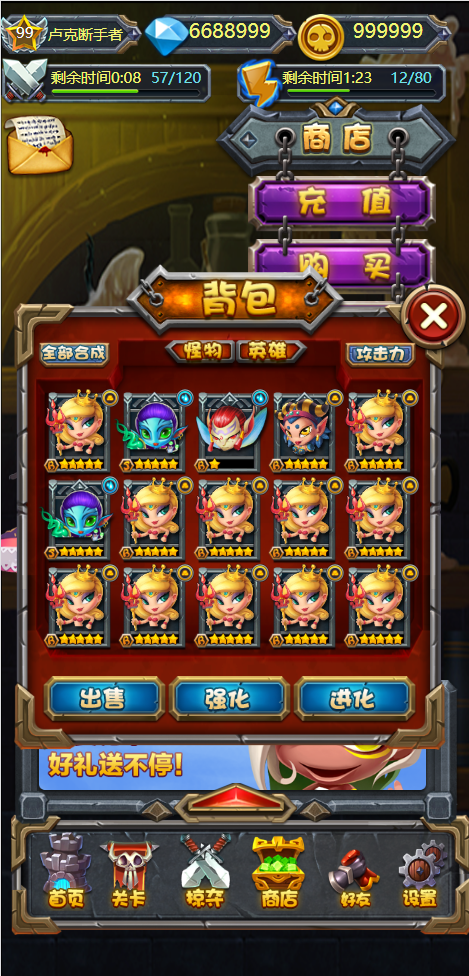 99 卢克断手者 6688999 999999
剩余时间0:08 57/120 剩余时间1:23 12/80
商店
充值
购买
背包
全部合成 怪物 英雄 攻击力
B B B
S B
S B B B B
B B B B B
出售 强化 进化
好礼送不停!
首页 关卡 掠夺 商店 好友 设置